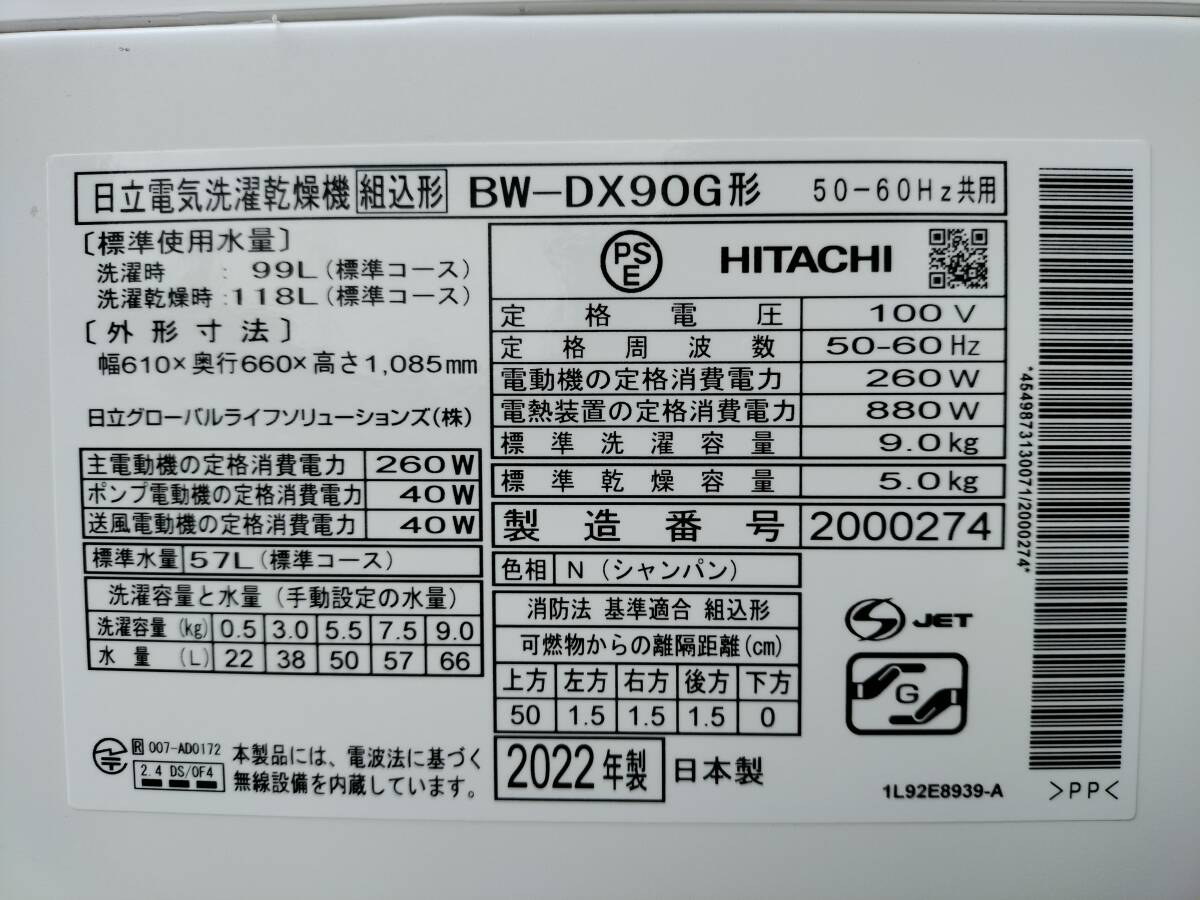 日立電気洗濯乾燥機 組込形 BW-DX90G形 50-60Hz共用
〔標準使用水量〕
洗濯時 : 99L(標準コース)
洗濯乾燥時:118L(標準コース)
〔外形寸法〕
幅610×奥行660×高さ1,085mm
日立グローバルライフソリューションズ(株)
主電動機の定格消費電力 260W
ポンプ電動機の定格消費電力 40W
送風電動機の定格消費電力 40W
標準水量 57L(標準コース)
洗濯容量と水量(手動設定の水量)
洗濯容量(kg) 0.5 3.0 5.5 7.5 9.0
水量(L) 22 38 50 57 66
R 007-AD0172
2.4 DS/OF4
本製品には、電波法に基づく
無線設備を内蔵しています。
PS E HITACHI
定格電圧 100V
定格周波数 50-60Hz
電動機の定格消費電力 260W
電熱装置の定格消費電力 880W
標準洗濯容量 9.0kg
標準乾燥容量 5.0kg
製造番号 2000274
色相 N(シャンパン)
消防法 基準適合 組込形
可燃物からの離隔距離(cm)
上方 左方 右方 後方 下方
50 1.5 1.5 1.5 0
2022年製 日本製
S JET
G
1L92E8939-A >PP<
*4549873130071/2000274*